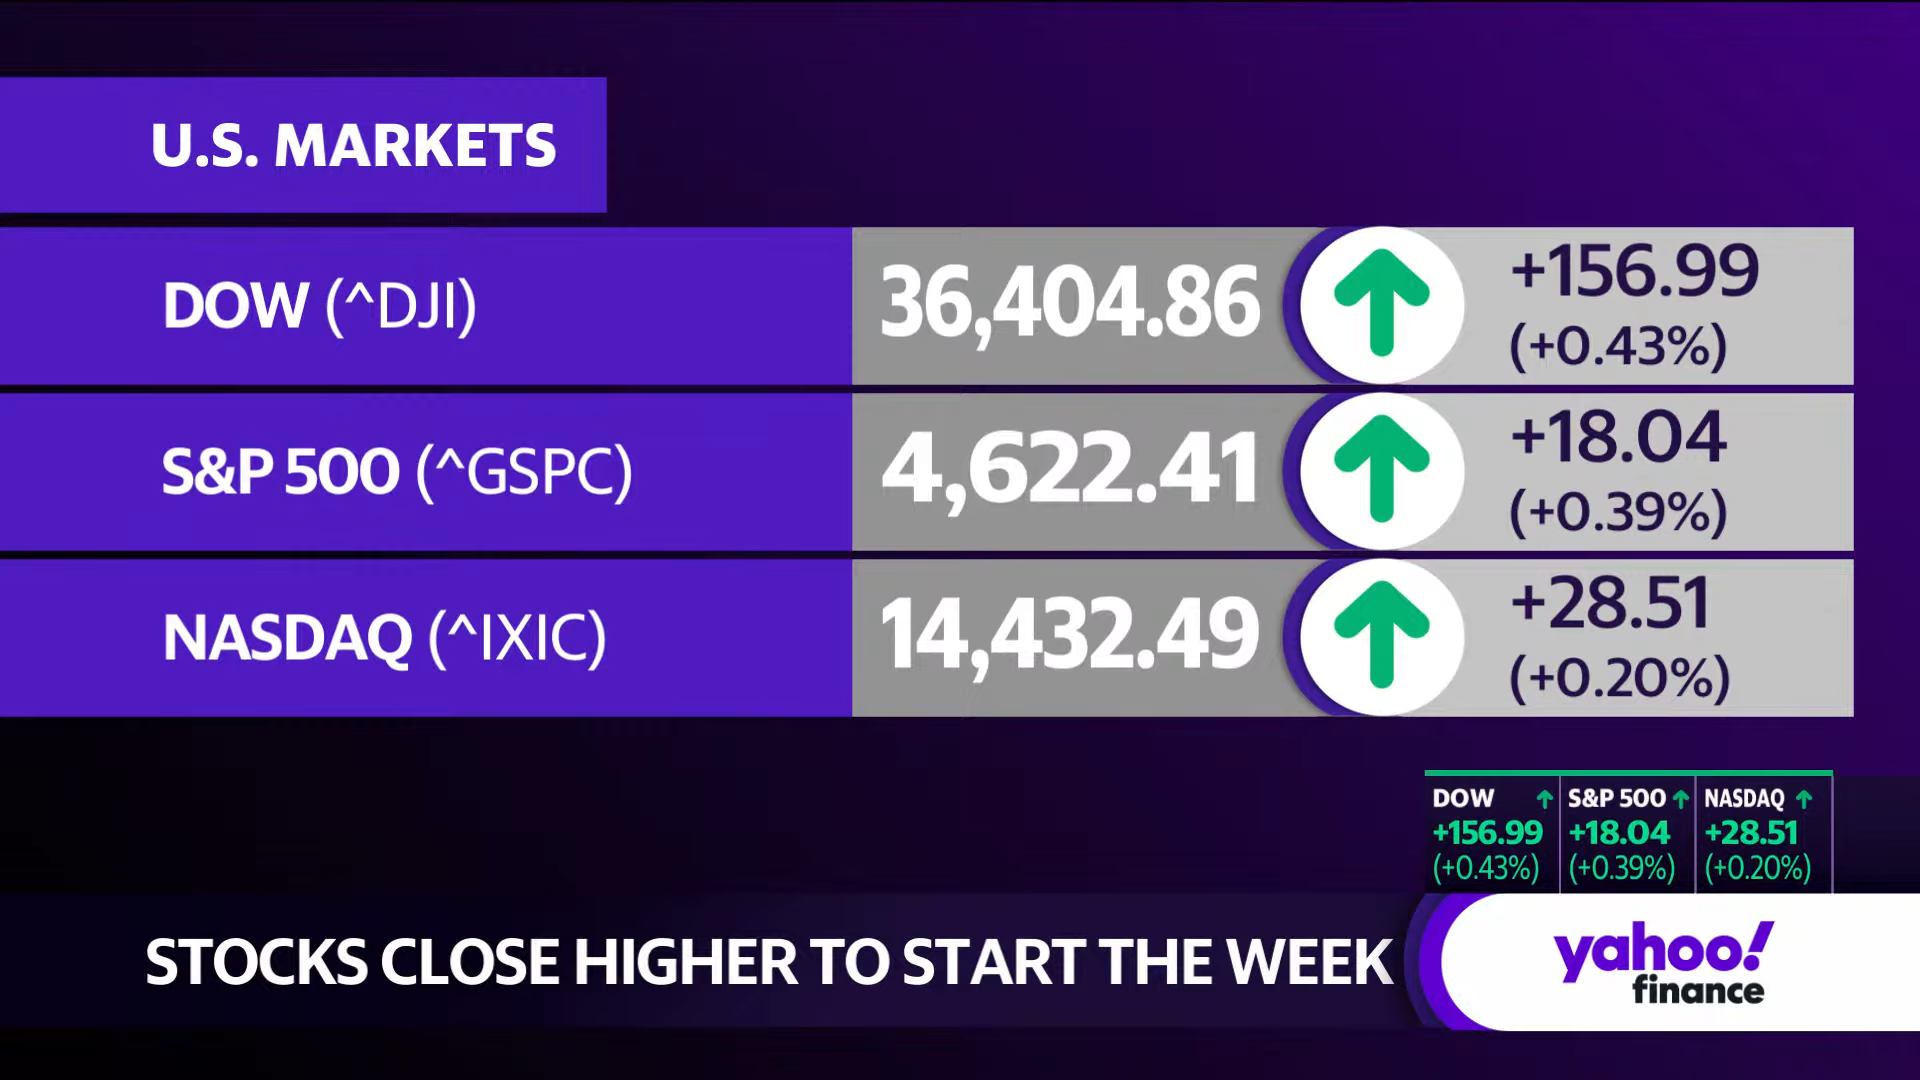 U.S. MARKETS
DOW (^DJI) 36,404.86 +156.99
(+0.43%)
S&P 500 (^GSPC) 4,622.41 +18.04
(+0.39%)
NASDAQ (^IXIC) 14,432.49 +28.51
(+0.20%)
DOW S&P 500 NASDAQ
+156.99 +18.04 +28.51
(+0.43%) (+0.39%) (+0.20%)
STOCKS CLOSE HIGHER TO START THE WEEK
yahoo!
finance